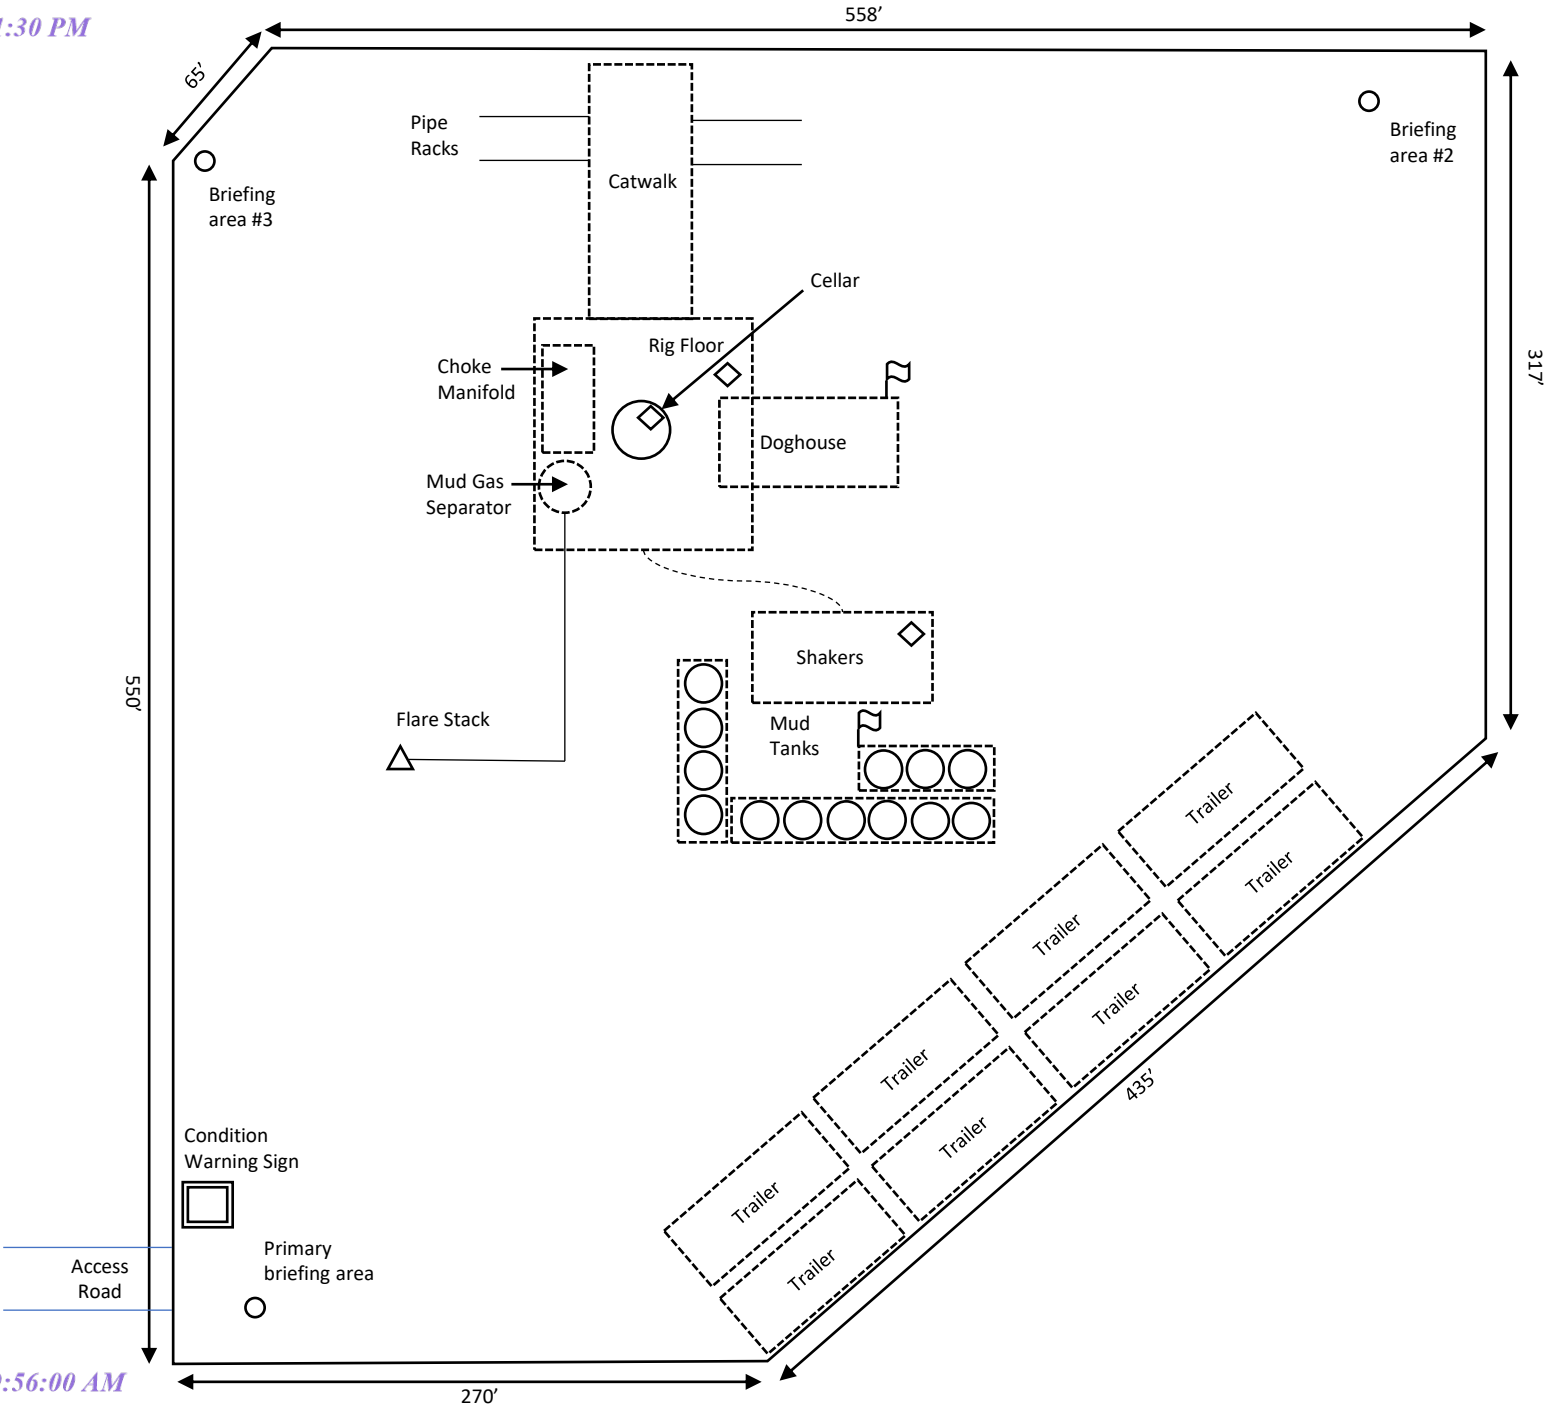 :30 PM
558’
65’
Pipe
Racks
Catwalk
Briefing
area #2
Briefing
area #3
Cellar
Rig Floor
317’
Choke
Manifold
Doghouse
Mud Gas
Separator
Shakers
550’
Flare Stack
Mud
Tanks
Trailer
Trailer
Trailer
Trailer
Trailer
Trailer
Trailer
Trailer
435’
Condition
Warning Sign
Primary
briefing area
Access
Road
:56:00 AM
270’